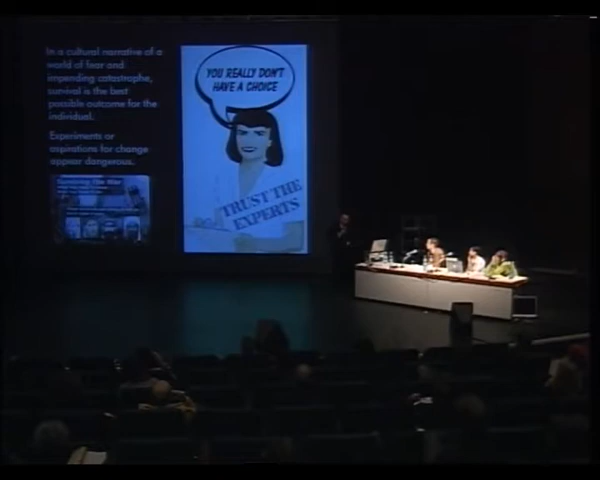 In a cultural narrative of a
world of fear and
impending catastrophe,
survival is the best
possible outcome for the
individual.
Experiments or
aspirations for change
appear dangerous.
YOU REALLY DON'T
HAVE A CHOICE
TRUST THE
EXPERTS